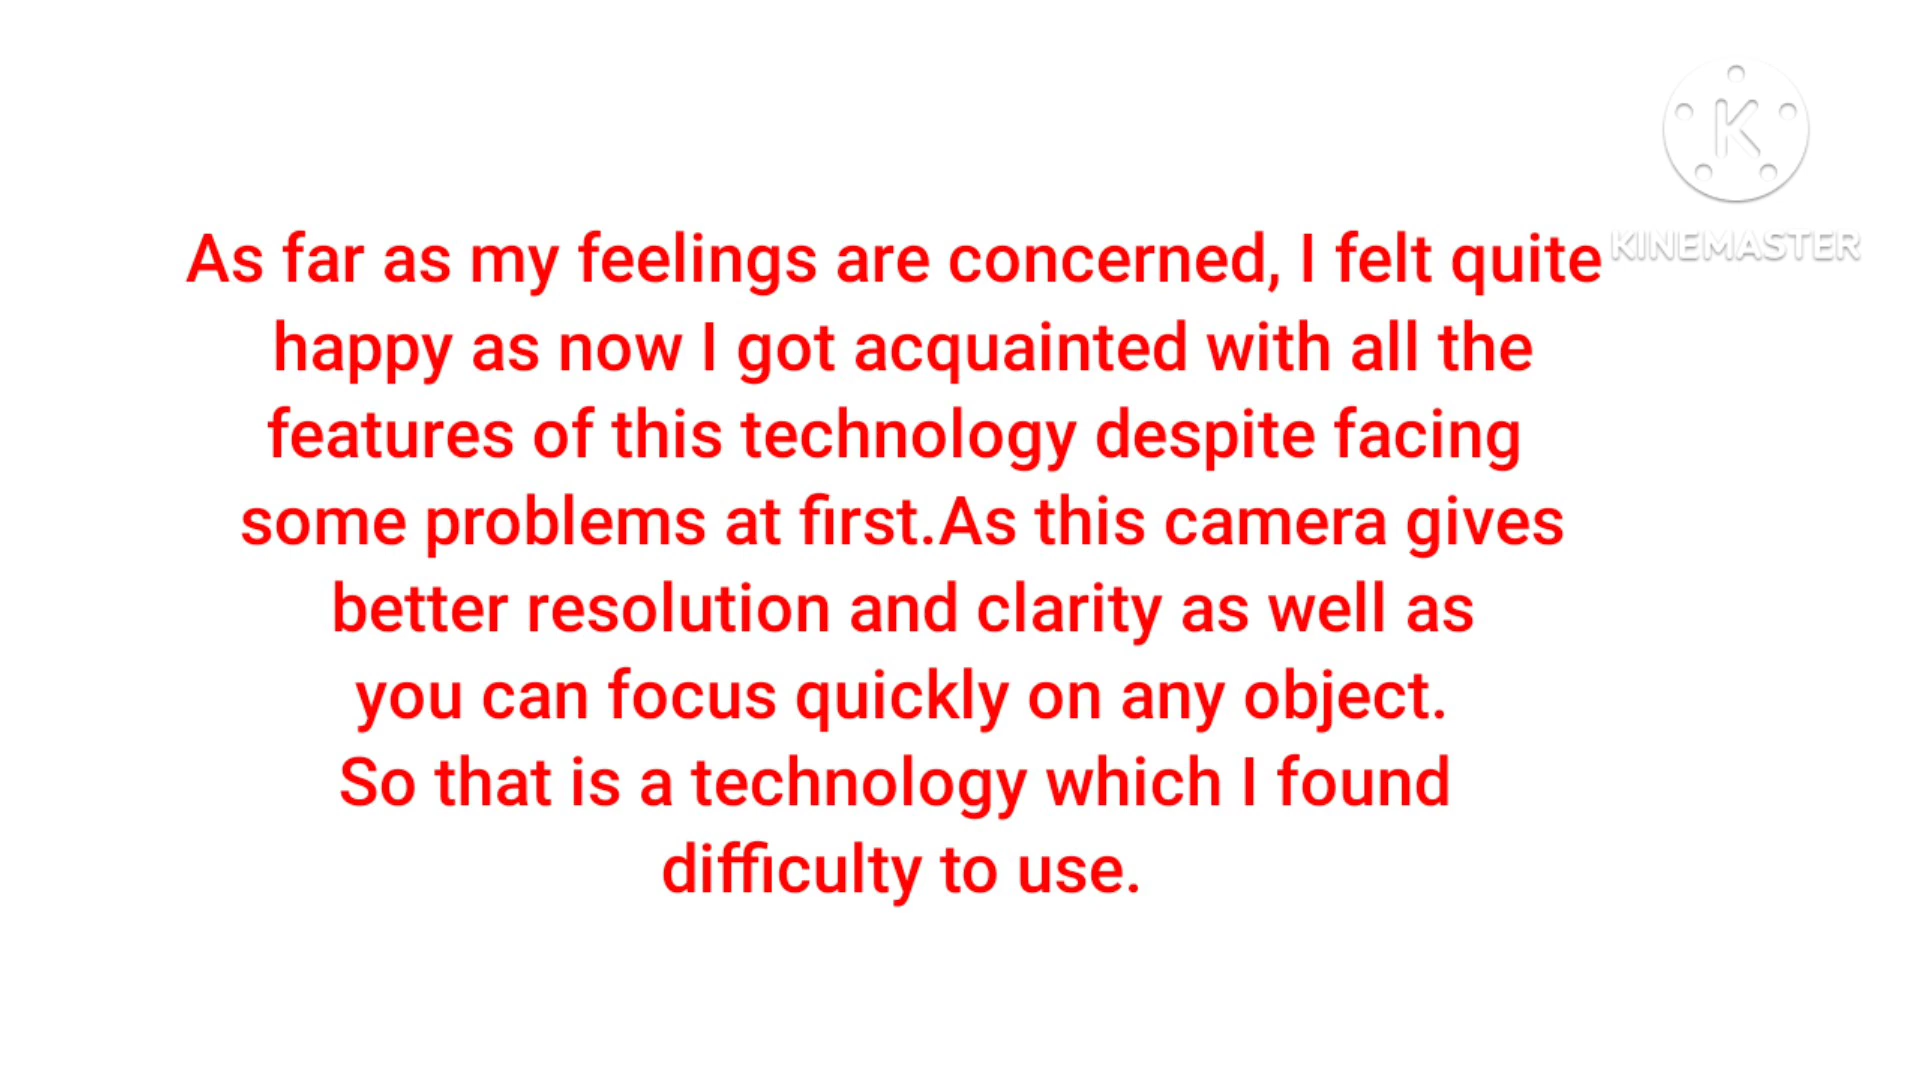 KINEMASTER
As far as my feelings are concerned, I felt quite
happy as now I got acquainted with all the
features of this technology despite facing
some problems at first.As this camera gives
better resolution and clarity as well as
you can focus quickly on any object.
So that is a technology which I found
difficulty to use.